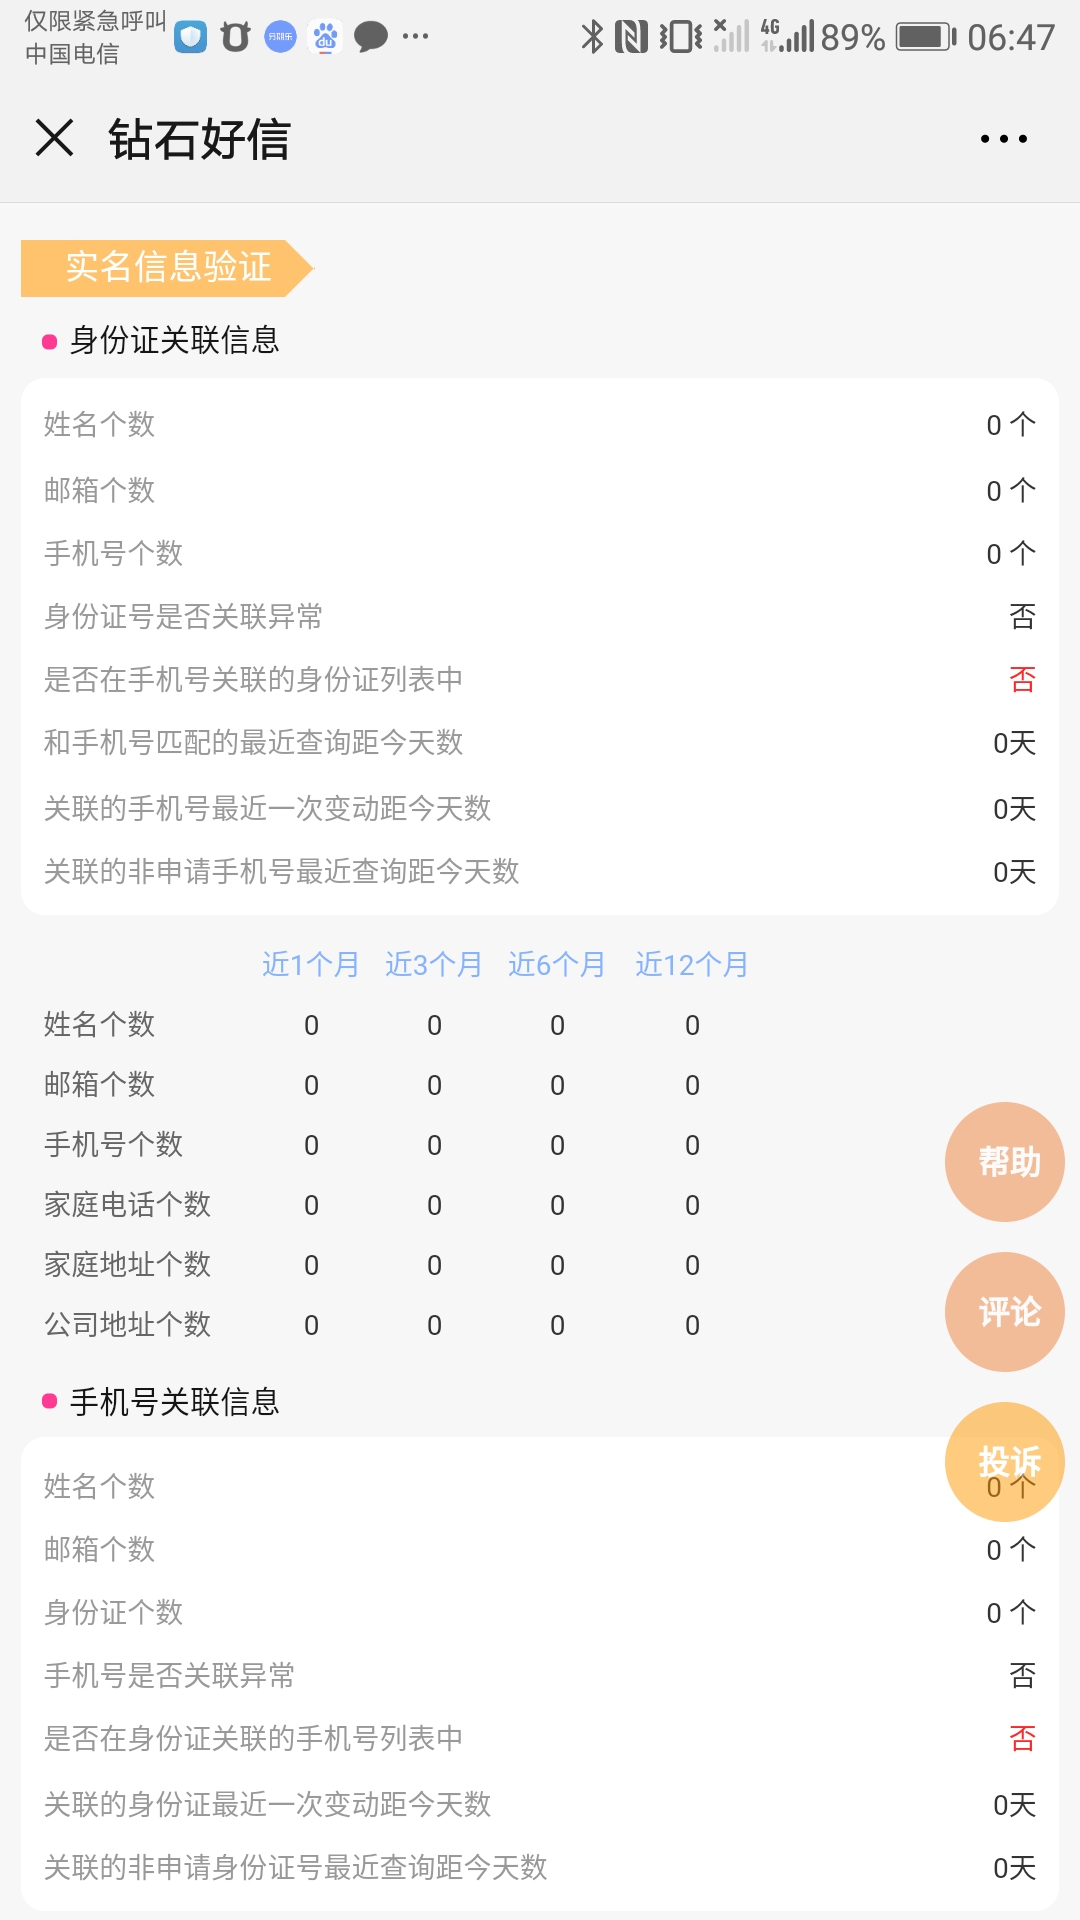 仅限紧急呼叫
中国电信
89% 06:47
钻石好信
实名信息验证
身份证关联信息
姓名个数 0 个
邮箱个数 0 个
手机号个数 0 个
身份证号是否关联异常 否
是否在手机号关联的身份证列表中 否
和手机号匹配的最近查询距今天数 0天
关联的手机号最近一次变动距今天数 0天
关联的非申请手机号最近查询距今天数 0天
近1个月 近3个月 近6个月 近12个月
姓名个数 0 0 0 0
邮箱个数 0 0 0 0
手机号个数 0 0 0 0
帮助
家庭电话个数 0 0 0 0
家庭地址个数 0 0 0 0
评论
公司地址个数 0 0 0 0
手机号关联信息
投诉
姓名个数 0 个
邮箱个数 0 个
身份证个数 0 个
手机号是否关联异常 否
是否在身份证关联的手机号列表中 否
关联的身份证最近一次变动距今天数 0天
关联的非申请身份证号最近查询距今天数 0天